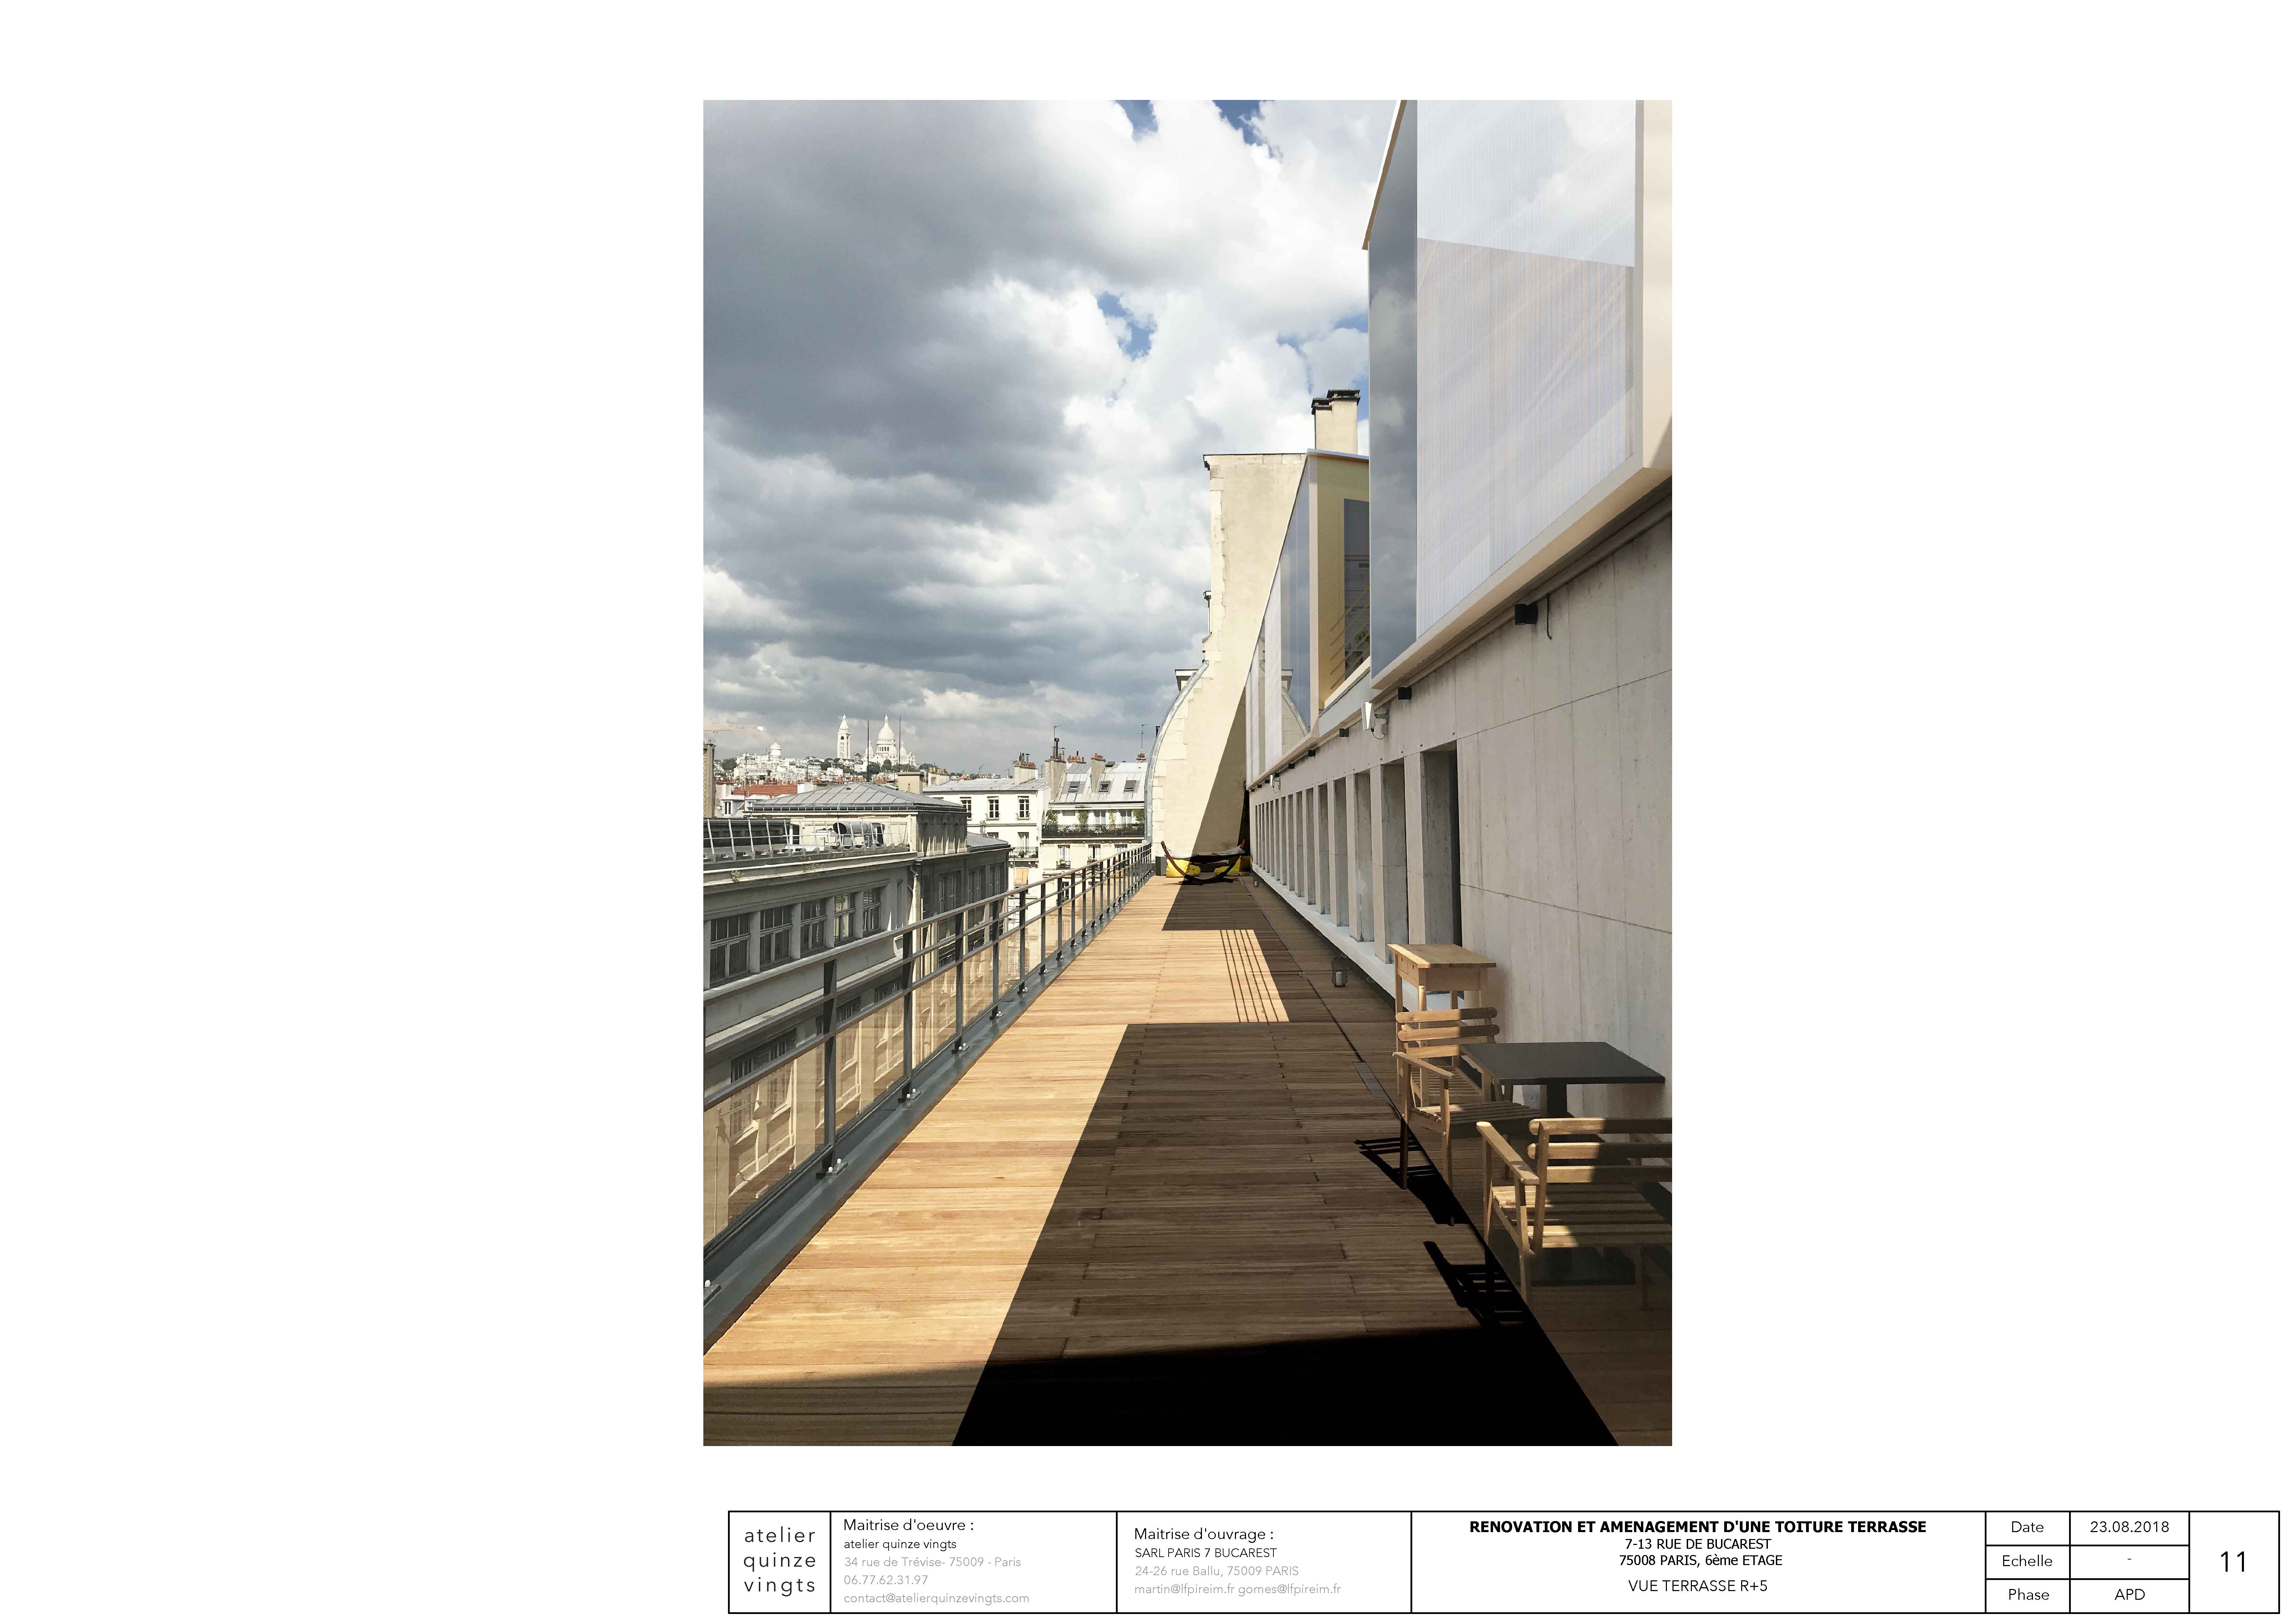 atelier
quinze
vingts
Maitrise d'oeuvre :
atelier quinze vingts
34 rue de Trévise- 75009 - Paris
06.77.62.31.97
contact@atelierquinzevingts.com
Maitrise d'ouvrage :
SARL PARIS 7 BUCAREST
24-26 rue Ballu, 75009 PARIS
martin@lfpireim.fr gomes@lfpireim.fr
RENOVATION ET AMENAGEMENT D'UNE TOITURE TERRASSE
7-13 RUE DE BUCAREST
75008 PARIS, 6ème ETAGE
VUE TERRASSE R+5
Date 23.08.2018
Echelle -
Phase APD
11